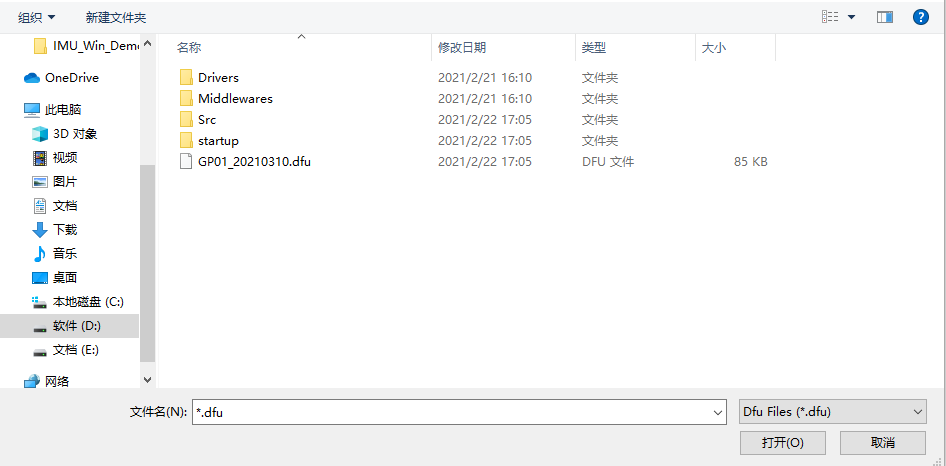 组织 新建文件夹
IMU_Win_Dem
OneDrive
此电脑
3D 对象
视频
图片
文档
下载
音乐
桌面
本地磁盘 (C:)
软件 (D:)
文档 (E:)
网络
名称 修改日期 类型 大小
Drivers 2021/2/21 16:10 文件夹
Middlewares 2021/2/21 16:10 文件夹
Src 2021/2/22 17:05 文件夹
startup 2021/2/22 17:05 文件夹
GP01_20210310.dfu 2021/2/22 17:05 DFU 文件 85 KB
文件名(N): *.dfu Dfu Files (*.dfu)
打开(O) 取消